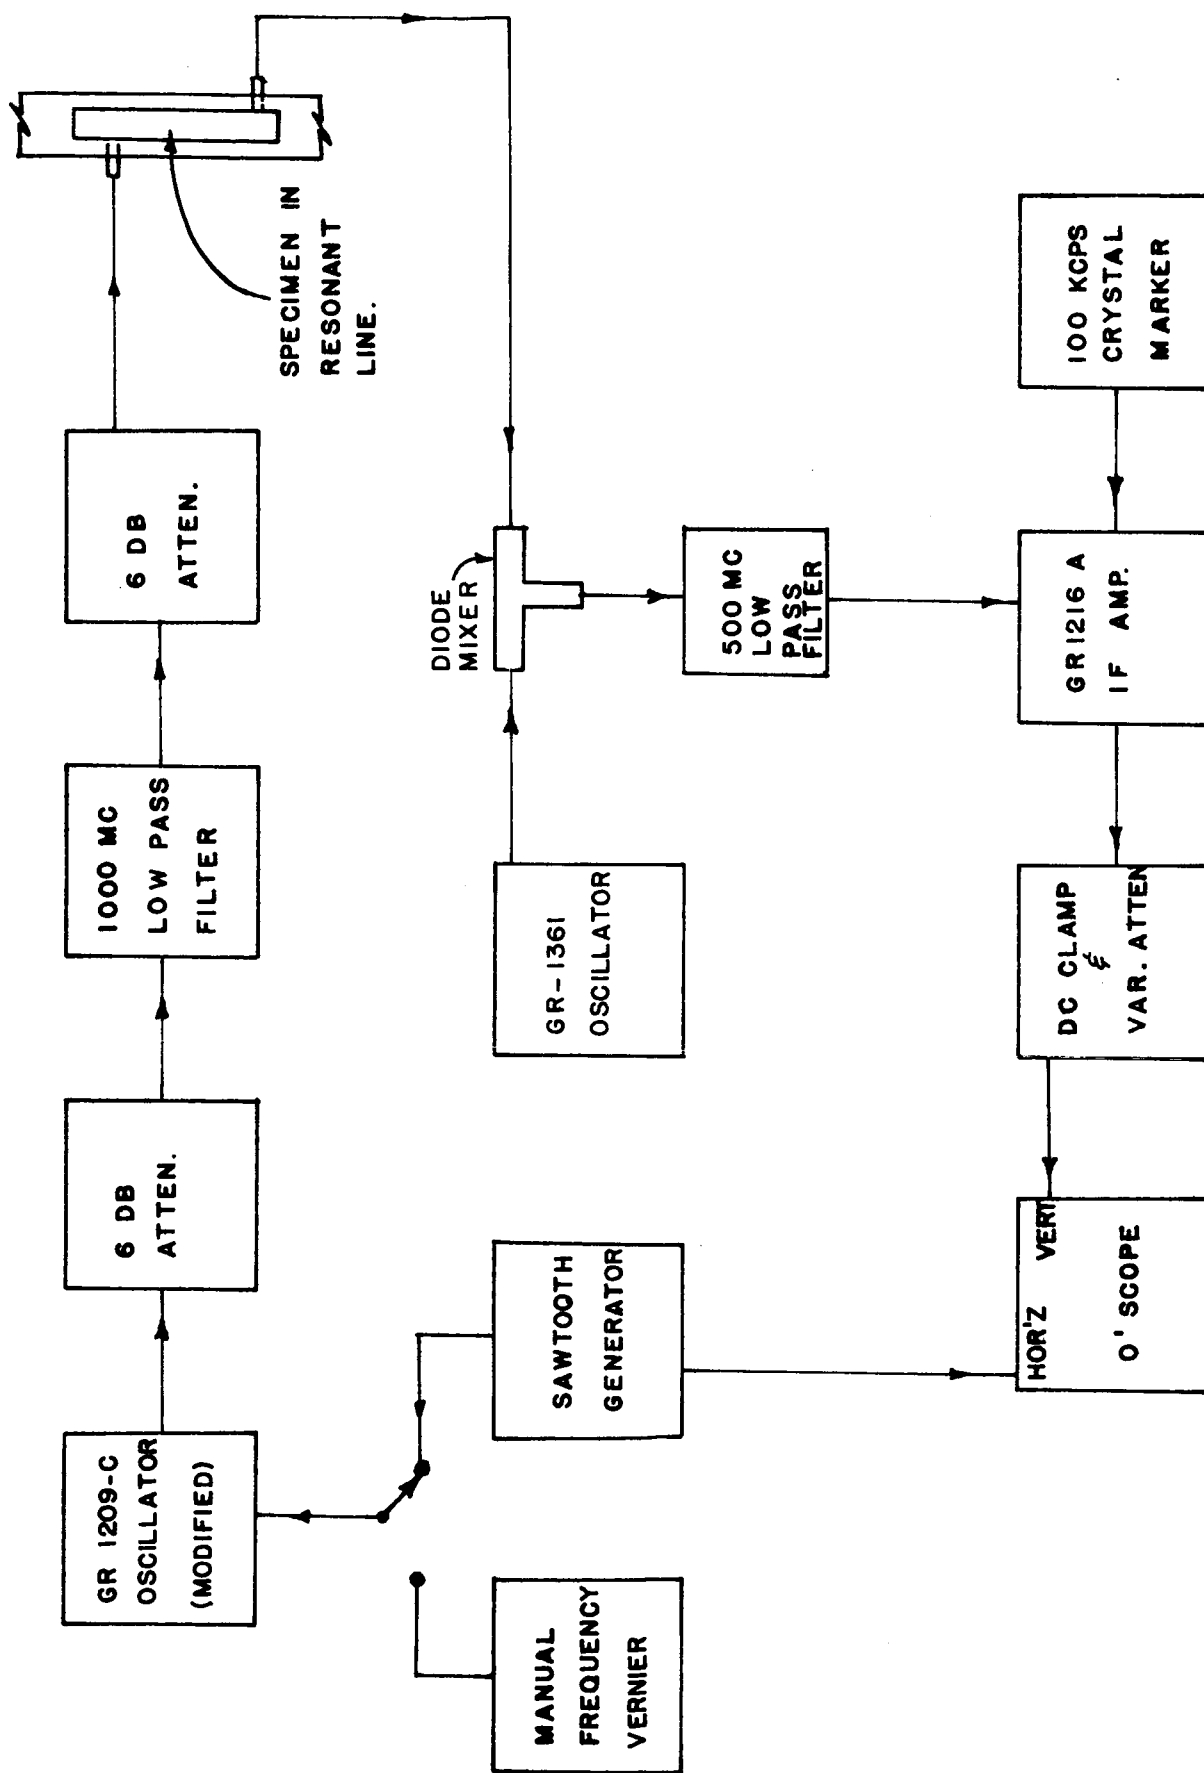 GR 1209-C
OSCILLATOR
(MODIFIED)
6 DB
ATTEN.
1000 MC
LOW PASS
FILTER
6 DB
ATTEN.
SPECIMEN IN
RESONANT
LINE.
MANUAL
FREQUENCY
VERNIER
SAWTOOTH
GENERATOR
GR-1361
OSCILLATOR
DIODE
MIXER
500 MC
LOW
PASS
FILTER
HOR'Z VERT
O'SCOPE
DC CLAMP
&
VAR. ATTEN
GR1216A
IF AMP.
100 KCPS
CRYSTAL
MARKER